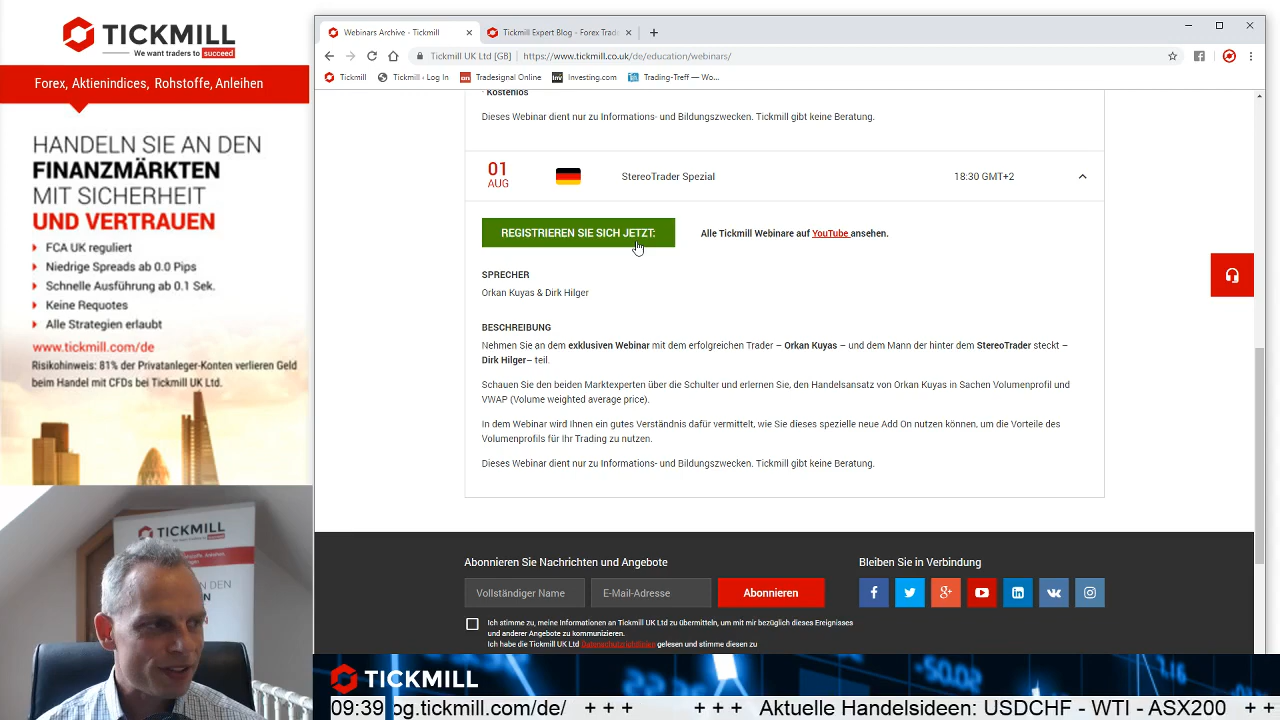 TICKMILL
We want traders to succeed
Forex, Aktienindices, Rohstoffe, Anleihen
HANDELN SIE AN DEN
FINANZMÄRKTEN
MIT SICHERHEIT
UND VERTRAUEN
FCA UK reguliert
Niedrige Spreads ab 0.0 Pips
Schnelle Ausführung ab 0.1 Sek.
Keine Requotes
Alle Strategien erlaubt
www.tickmill.com/de
Risikohinweis: 81% der Privatanleger-Konten verlieren Geld
beim Handel mit CFDs bei Tickmill UK Ltd.
TICKMILL
Webinars Archive - Tickmill
Tickmill Expert Blog - Forex Trad
Tickmill UK Ltd [GB] https://www.tickmill.co.uk/de/education/webinars/
Tickmill
Tickmill - Log In
Tradesignal Online
Investing.com
Trading-Treff — Wo...
Kostenlos
Dieses Webinar dient nur zu Informations- und Bildungszwecken. Tickmill gibt keine Beratung.
01 AUG StereoTrader Spezial 18:30 GMT+2
REGISTRIEREN SIE SICH JETZT: Alle Tickmill Webinare auf YouTube ansehen.
SPRECHER
Orkan Kuyas & Dirk Hilger
BESCHREIBUNG
Nehmen Sie an dem exklusiven Webinar mit dem erfolgreichen Trader – Orkan Kuyas – und dem Mann der hinter dem StereoTrader steckt –
Dirk Hilger– teil.
Schauen Sie den beiden Marktexperten über die Schulter und erlernen Sie, den Handelsansatz von Orkan Kuyas in Sachen Volumenprofil und
VWAP (Volume weighted average price).
In dem Webinar wird Ihnen ein gutes Verständnis dafür vermittelt, wie Sie dieses spezielle neue Add On nutzen können, um die Vorteile des
Volumenprofils für Ihr Trading zu nutzen.
Dieses Webinar dient nur zu Informations- und Bildungszwecken. Tickmill gibt keine Beratung.
Abonnieren Sie Nachrichten und Angebote
Bleiben Sie in Verbindung
Vollständiger Name
E-Mail-Adresse
Abonnieren
Ich stimme zu, meine Informationen an Tickmill UK Ltd zu übermitteln, um mit mir bezüglich dieses Ereignisses
und anderer Angebote zu kommunizieren.
Ich habe die Tickmill UK Ltd Datenschutzrichtlinien gelesen und stimme diesen zu
TICKMILL
09:39 og.tickmill.com/de/ + + + + + + Aktuelle Handelsideen: USDCHF - WTI - ASX200 + +